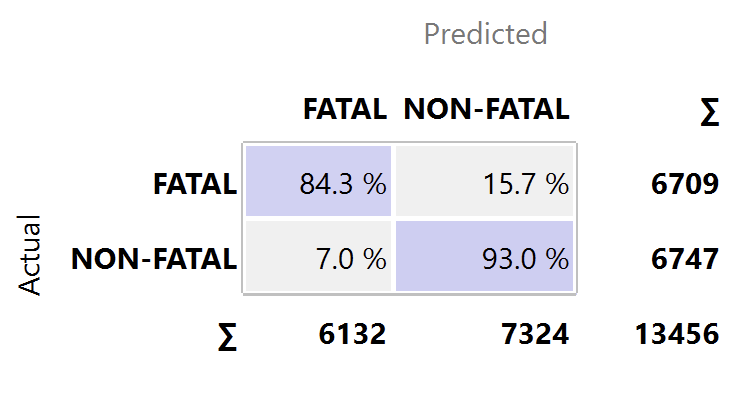 Predicted
FATAL NON-FATAL ∑
FATAL 84.3 % 15.7 % 6709
Actual
NON-FATAL 7.0 % 93.0 % 6747
∑ 6132 7324 13456